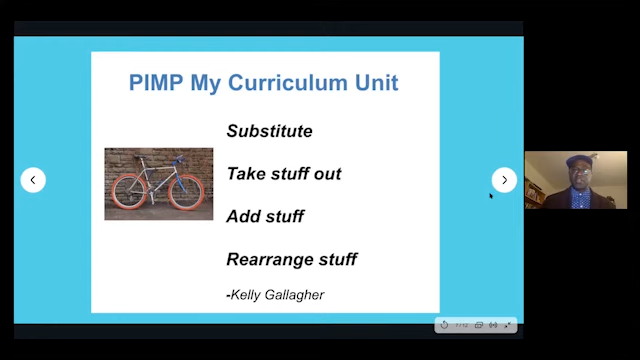 PIMP My Curriculum Unit
Substitute
Take stuff out
Add stuff
Rearrange stuff
-Kelly Gallagher